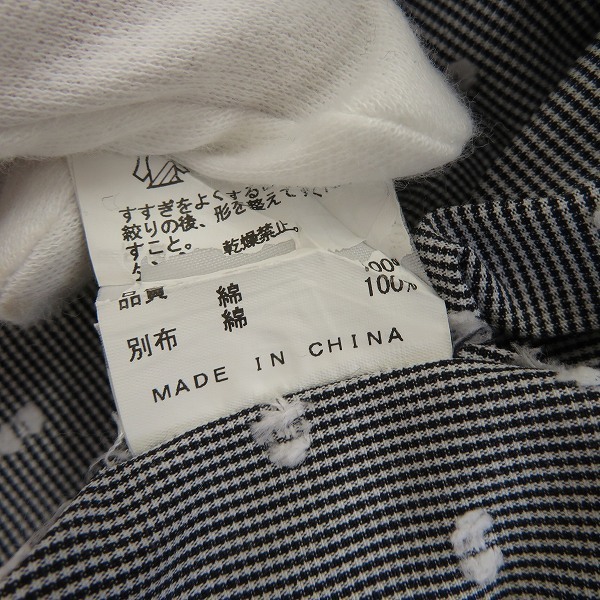 すすぎをよくする
絞りの後、形を整えて
すこと。
タ 乾燥禁止。
品質 綿 100%
別布 綿 100%
MADE IN CHINA